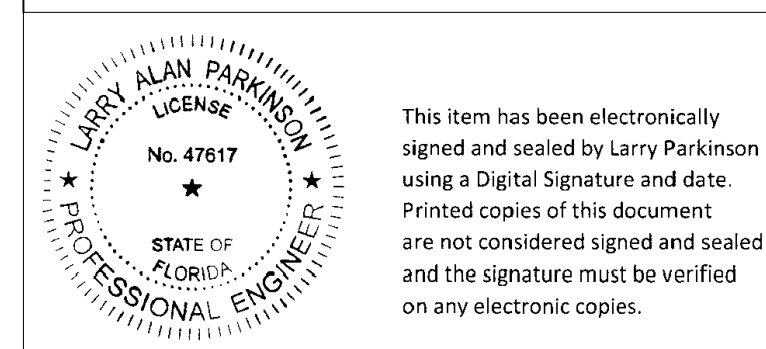 LARRY ALAN PARKINSON
LICENSE
No. 47617
STATE OF
FLORIDA
PROFESSIONAL ENGINEER
This item has been electronically
signed and sealed by Larry Parkinson
using a Digital Signature and date.
Printed copies of this document
are not considered signed and sealed
and the signature must be verified
on any electronic copies.